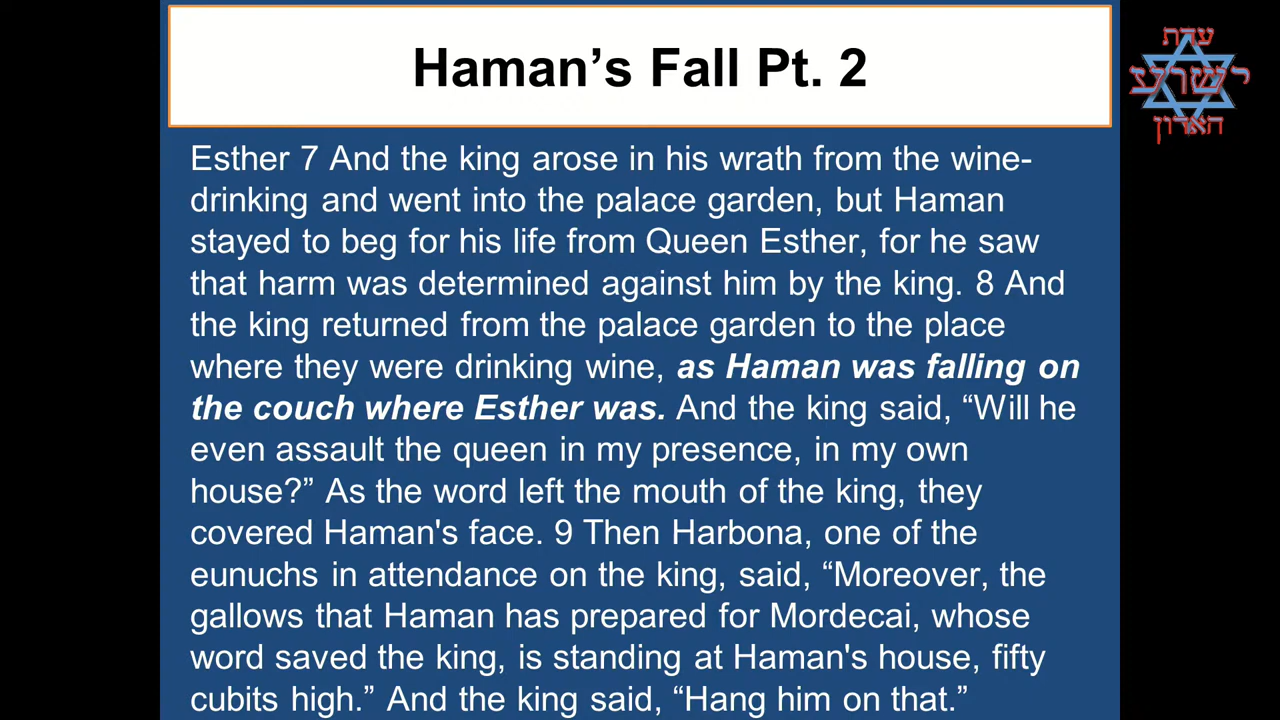 Haman’s Fall Pt. 2
עדת
ישוע
האדון
Esther 7 And the king arose in his wrath from the wine-
drinking and went into the palace garden, but Haman
stayed to beg for his life from Queen Esther, for he saw
that harm was determined against him by the king. 8 And
the king returned from the palace garden to the place
where they were drinking wine, as Haman was falling on
the couch where Esther was. And the king said, “Will he
even assault the queen in my presence, in my own
house?” As the word left the mouth of the king, they
covered Haman's face. 9 Then Harbona, one of the
eunuchs in attendance on the king, said, “Moreover, the
gallows that Haman has prepared for Mordecai, whose
word saved the king, is standing at Haman's house, fifty
cubits high.” And the king said, “Hang him on that.”